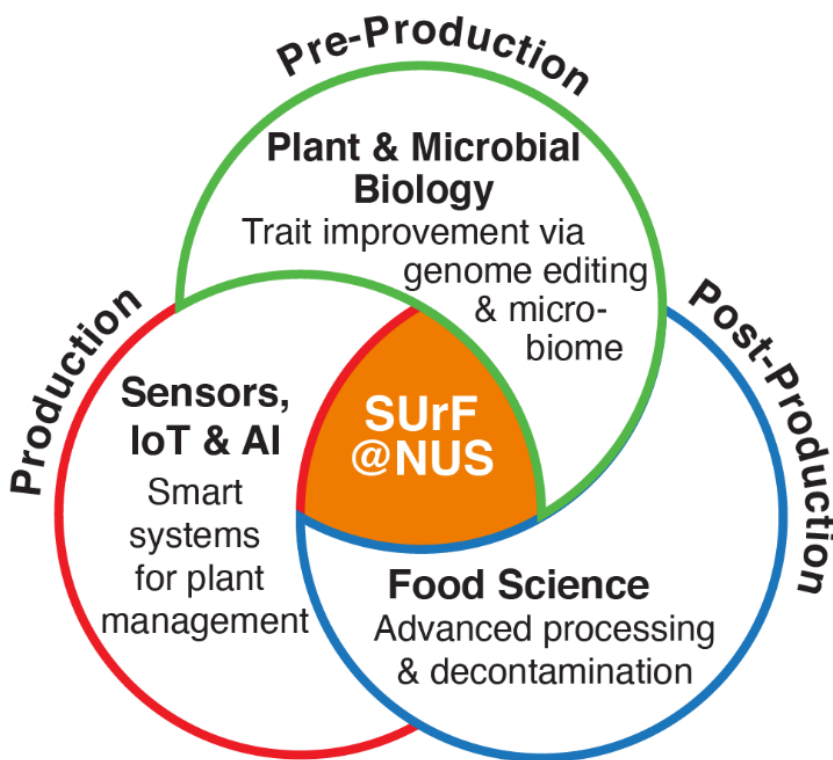 Pre-Production
Plant & Microbial
Biology
Trait improvement via
genome editing
& micro-
biome
Production
Sensors,
IoT & AI
Smart
systems
for plant
management
SUrF
@NUS
Post-Production
Food Science
Advanced processing
& decontamination